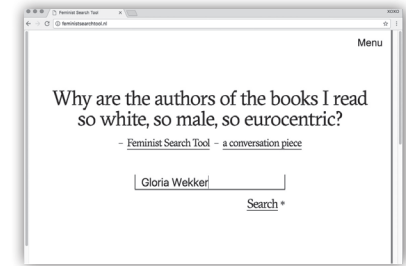 Feminist Search Tool
XOXO
feministsearchtool.nl
Menu
Why are the authors of the books I read
so white, so male, so eurocentric?
– Feminist Search Tool – a conversation piece
Gloria Wekker
Search *